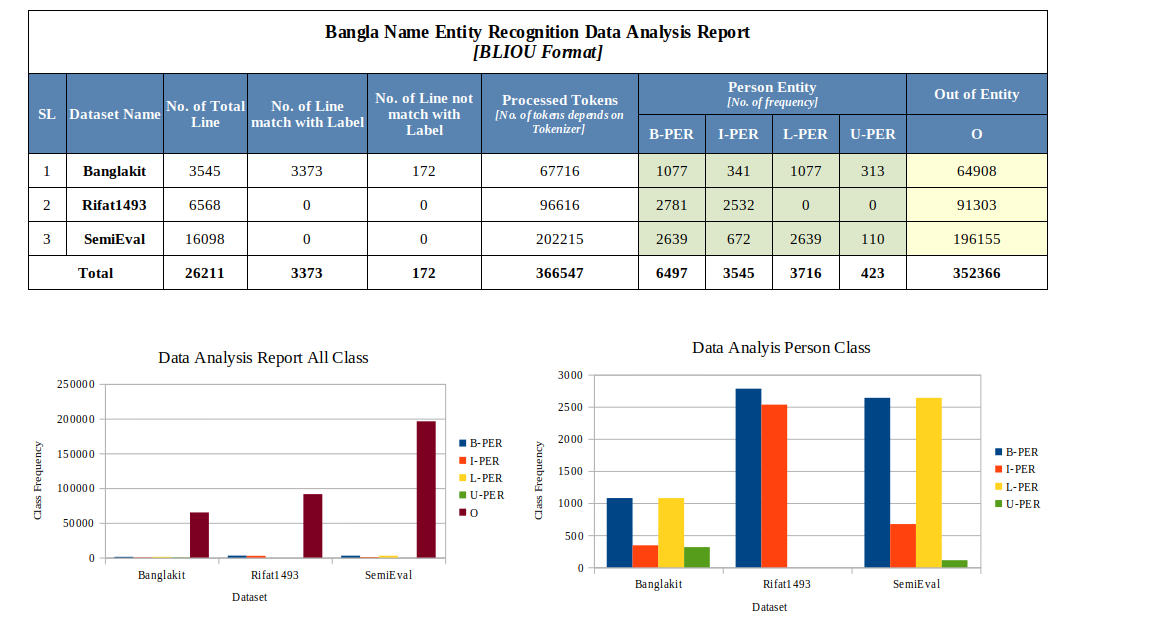 Bangla Name Entity Recognition Data Analysis Report
[BLIOU Format]
SL Dataset Name No. of Total Line No. of Line match with Label No. of Line not match with Label Processed Tokens [No. of tokens depends on Tokenizer] Person Entity [No. of frequency] Out of Entity
B-PER I-PER L-PER U-PER O
1 Banglakit 3545 3373 172 67716 1077 341 1077 313 64908
2 Rifat1493 6568 0 0 96616 2781 2532 0 0 91303
3 SemiEval 16098 0 0 202215 2639 672 2639 110 196155
Total 26211 3373 172 366547 6497 3545 3716 423 352366
Data Analysis Report All Class
Class Frequency
250000
200000
150000
100000
50000
0
Banglakit Rifat1493 SemiEval
Dataset
B-PER
I-PER
L-PER
U-PER
O
Data Analyis Person Class
Class Frequency
3000
2500
2000
1500
1000
500
0
Banglakit Rifat1493 SemiEval
Dataset
B-PER
I-PER
L-PER
U-PER